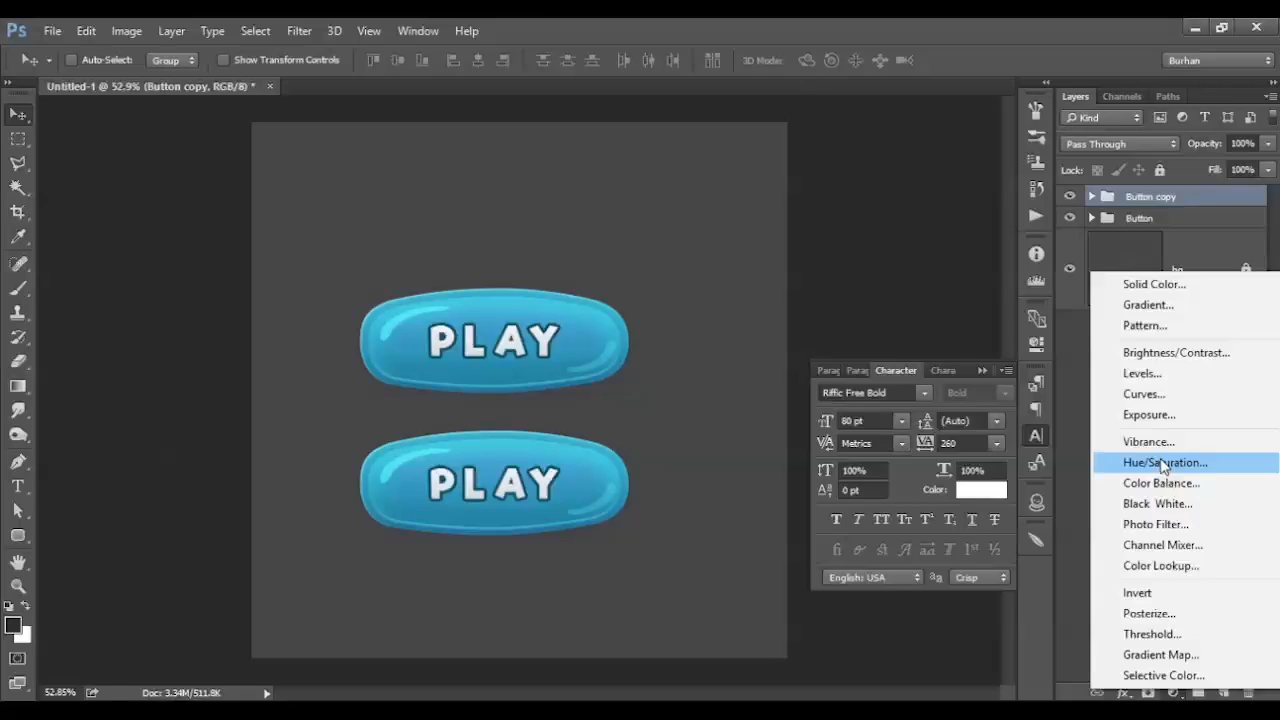 Ps File Edit Image Layer Type Select Filter 3D View Window Help
Auto-Select: Group Show Transform Controls 3D Mode: Burhan
Untitled-1 @ 52.9% (Button copy, RGB/8) * ×
Layers Channels Paths
Kind
Pass Through Opacity: 100%
Lock: Fill: 100%
Button copy
Button
bg
PLAY
PLAY
Parag Parag Character Chara
Riffic Free Bold Bold
80 pt (Auto)
Metrics 260
100% 100%
0 pt Color:
English: USA Crisp
Solid Color...
Gradient...
Pattern...
Brightness/Contrast...
Levels...
Curves...
Exposure...
Vibrance...
Hue/Saturation...
Color Balance...
Black White...
Photo Filter...
Channel Mixer...
Color Lookup...
Invert
Posterize...
Threshold...
Gradient Map...
Selective Color...
52.85% Doc: 3.34M/511.8K